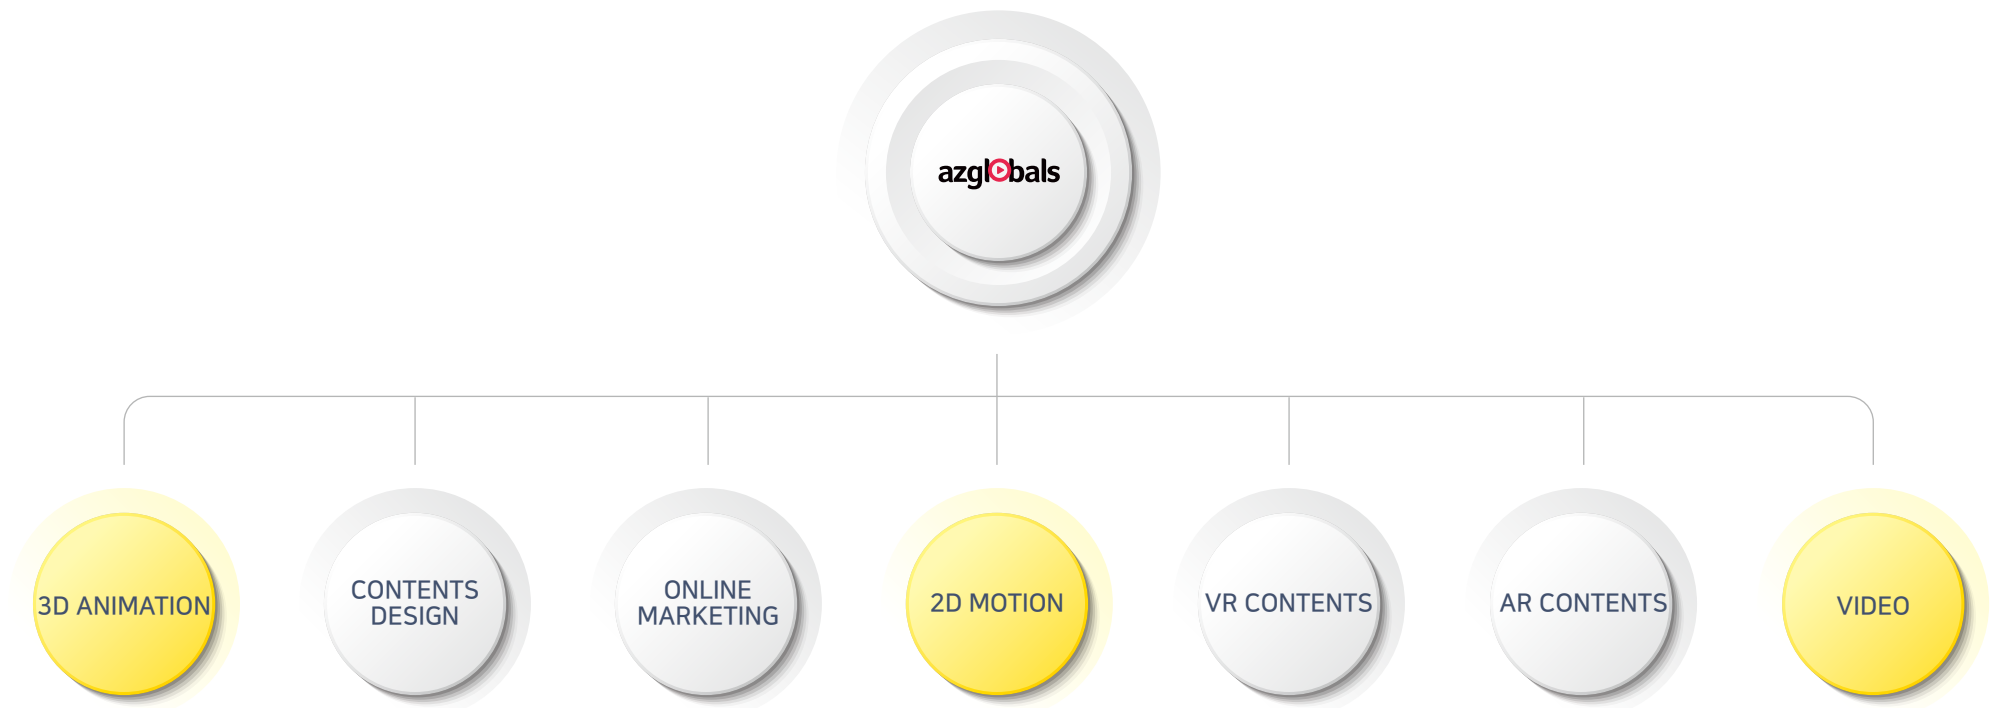 azglobals
3D ANIMATION
CONTENTS
DESIGN
ONLINE
MARKETING
2D MOTION
VR CONTENTS
AR CONTENTS
VIDEO